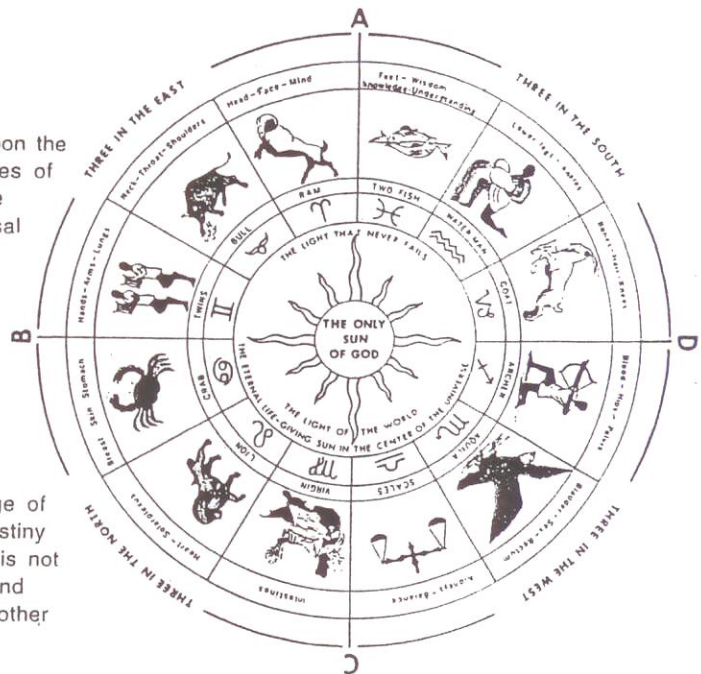 on the
es of
e
sal
ge of
stiny
is not
nd
other
A
B
C
D
THREE IN THE EAST
THREE IN THE SOUTH
THREE IN THE WEST
THREE IN THE NORTH
Head-Face-Mind
Feet-Wisdom
Knowledge-Understanding
Lower-Legs-Ankles
Knees
Blood-Hips-
Bladder-Sex-Rectum
Kidneys-Balance
Intestines
Heart-
Breast Skin Stomach
Hands-Arms-Lungs
Neck-Throat-Shoulders
RAM
♈
TWO FISH
♓
WATER MAN
♒
GOAT
♑
ARCHER
♐
AQUILA
♏
SCALES
♎
VIRGIN
♍
LION
♌
CRAB
♋
TWINS
♊
BULL
♉
THE LIGHT THAT NEVER FAILS
THE ONLY
SUN
OF GOD
THE LIGHT OF THE WORLD
THE ETERNAL LIFE-GIVING SUN IN THE CENTER OF THE UNIVERSE